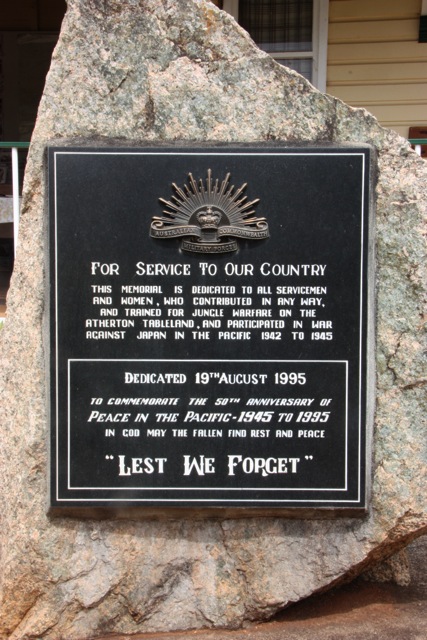 AUSTRALIAN COMMONWEALTH
MILITARY FORCES
FOR SERVICE TO OUR COUNTRY
THIS MEMORIAL IS DEDICATED TO ALL SERVICEMEN
AND WOMEN, WHO CONTRIBUTED IN ANY WAY,
AND TRAINED FOR JUNGLE WARFARE ON THE
ATHERTON TABLELAND, AND PARTICIPATED IN WAR
AGAINST JAPAN IN THE PACIFIC 1942 TO 1945
DEDICATED 19TH AUGUST 1995
TO COMMEMORATE THE 50TH ANNIVERSARY OF
PEACE IN THE PACIFIC - 1945 TO 1995
IN GOD MAY THE FALLEN FIND REST AND PEACE
"LEST WE FORGET"